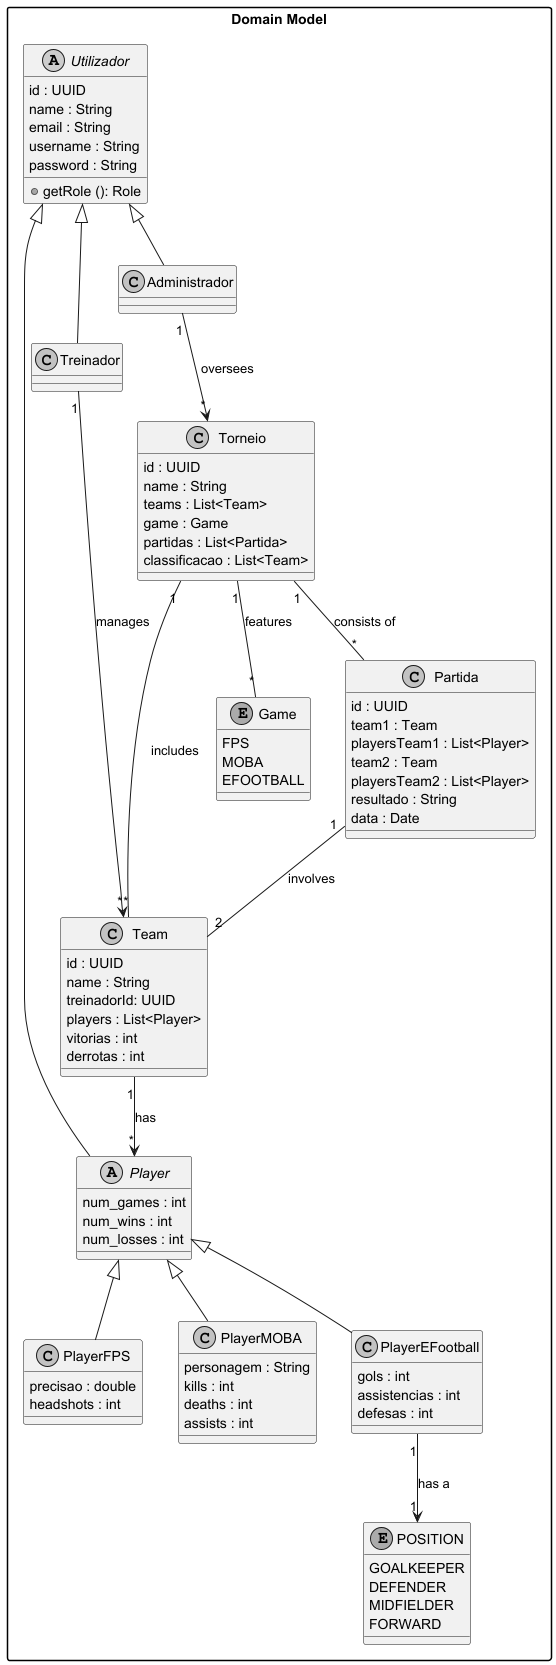 Domain Model
A Utilizador
id : UUID
name : String
email : String
username : String
password : String
getRole (): Role
C Administrador
C Treinador
1
oversees
*
1
C Torneio
id : UUID
name : String
teams : List<Team>
game : Game
partidas : List<Partida>
classificacao : List<Team>
1
1
1
manages
features
consists of
*
*
C Partida
id : UUID
team1 : Team
playersTeam1 : List<Player>
team2 : Team
playersTeam2 : List<Player>
resultado : String
data : Date
E Game
FPS
MOBA
EFOOTBALL
includes
1
involves
*
*
2
C Team
id : UUID
name : String
treinadorId: UUID
players : List<Player>
vitorias : int
derrotas : int
1
has
*
A Player
num_games : int
num_wins : int
num_losses : int
C PlayerFPS
precisao : double
headshots : int
C PlayerMOBA
personagem : String
kills : int
deaths : int
assists : int
C PlayerEFootball
gols : int
assistencias : int
defesas : int
1
has a
1
E POSITION
GOALKEEPER
DEFENDER
MIDFIELDER
FORWARD